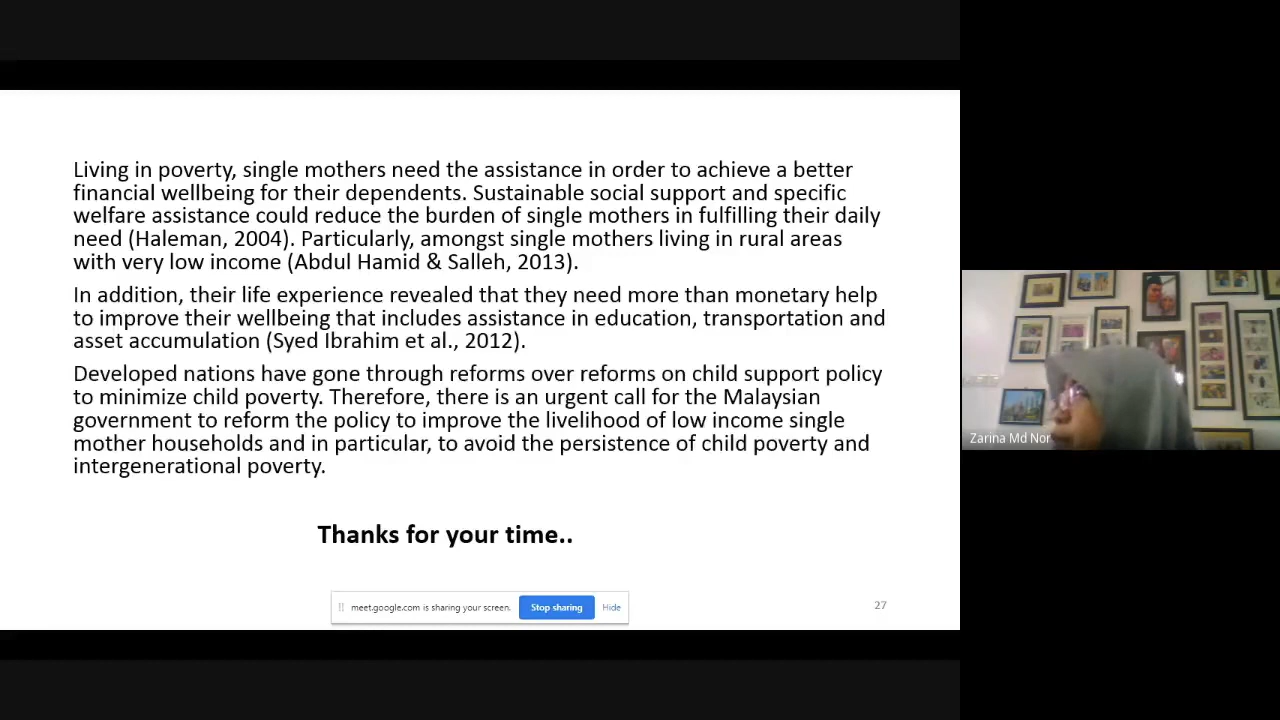 Living in poverty, single mothers need the assistance in order to achieve a better
financial wellbeing for their dependents. Sustainable social support and specific
welfare assistance could reduce the burden of single mothers in fulfilling their daily
need (Haleman, 2004). Particularly, amongst single mothers living in rural areas
with very low income (Abdul Hamid & Salleh, 2013).
In addition, their life experience revealed that they need more than monetary help
to improve their wellbeing that includes assistance in education, transportation and
asset accumulation (Syed Ibrahim et al., 2012).
Developed nations have gone through reforms over reforms on child support policy
to minimize child poverty. Therefore, there is an urgent call for the Malaysian
government to reform the policy to improve the livelihood of low income single
mother households and in particular, to avoid the persistence of child poverty and
intergenerational poverty.
Thanks for your time..
meet.google.com is sharing your screen. Stop sharing Hide
27
Zarina Md Nor